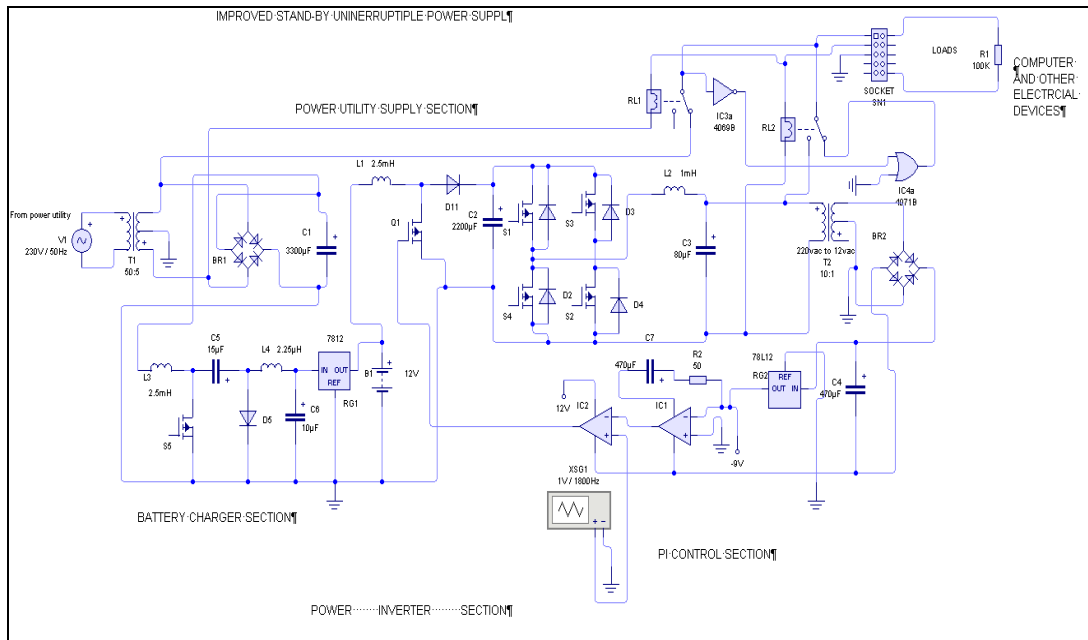 IMPROVED·STAND-BY·UNINERRUPTIPLE·POWER·SUPPL¶
LOADS
R1
100K
COMPUTER·
¶
AND·OTHER·
ELECTRCIAL·
DEVICES¶
SOCKET
SN1
POWER·UTILITY·SUPPLY·SECTION¶
RL1
IC3a
4069B
RL2
IC4a
4071B
L1 2.5mH
D11
C2
2200µF
Q1
S1
S3
D3
L2 1mH
C3
80µF
220vac to 12vac
T2
10:1
BR2
From power utility
V1
230V / 50Hz
T1
50:5
BR1
C1
3300µF
S4
D2
S2
D4
C7
470µF
R2
50
78L12
REF
OUT IN
RG2
C4
470µF
L3
2.5mH
C5
15µF
L4 2.25µH
7812
IN OUT
REF
RG1
B1
12V
S5
D5
C6
10µF
12V
IC2
IC1
-9V
XSG1
1V / 1800Hz
BATTERY·CHARGER·SECTION¶
PI·CONTROL·SECTION¶
POWER········INVERTER········SECTION¶